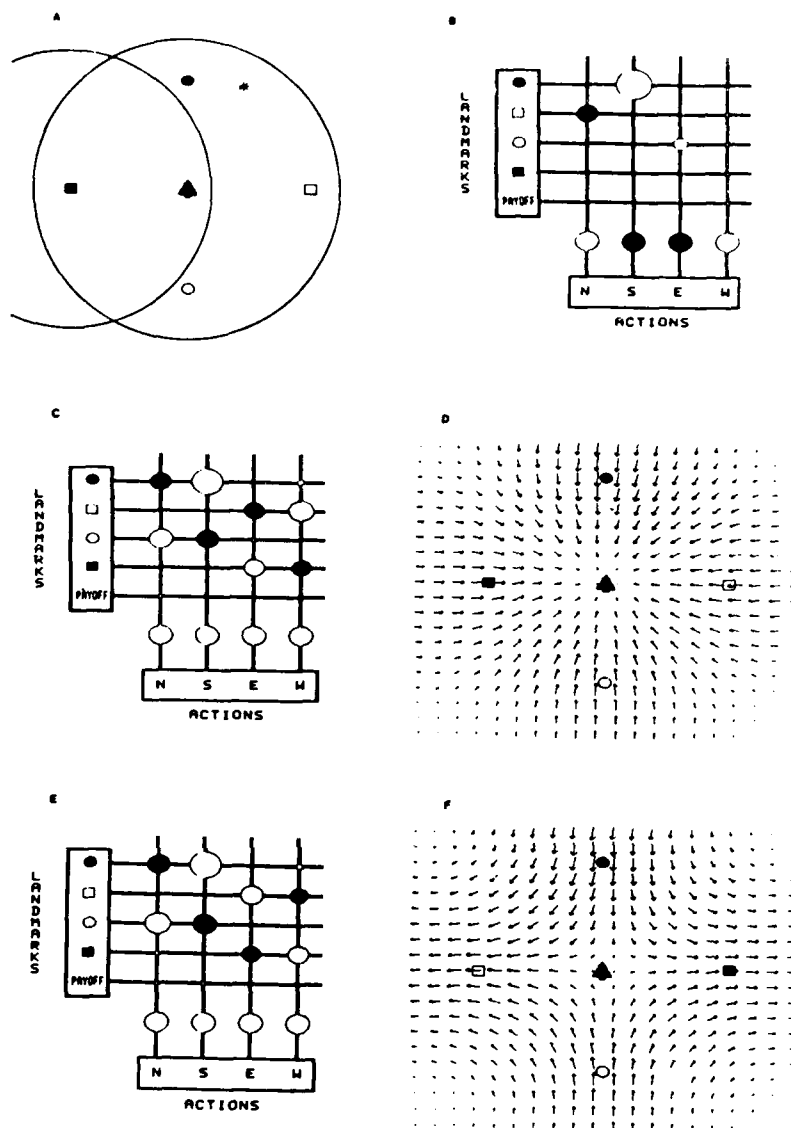 A
B
LANDMARKS
PAYOFF
N S E W
ACTIONS
C
LANDMARKS
PAYOFF
N S E W
ACTIONS
D
E
LANDMARKS
PAYOFF
N S E W
ACTIONS
F